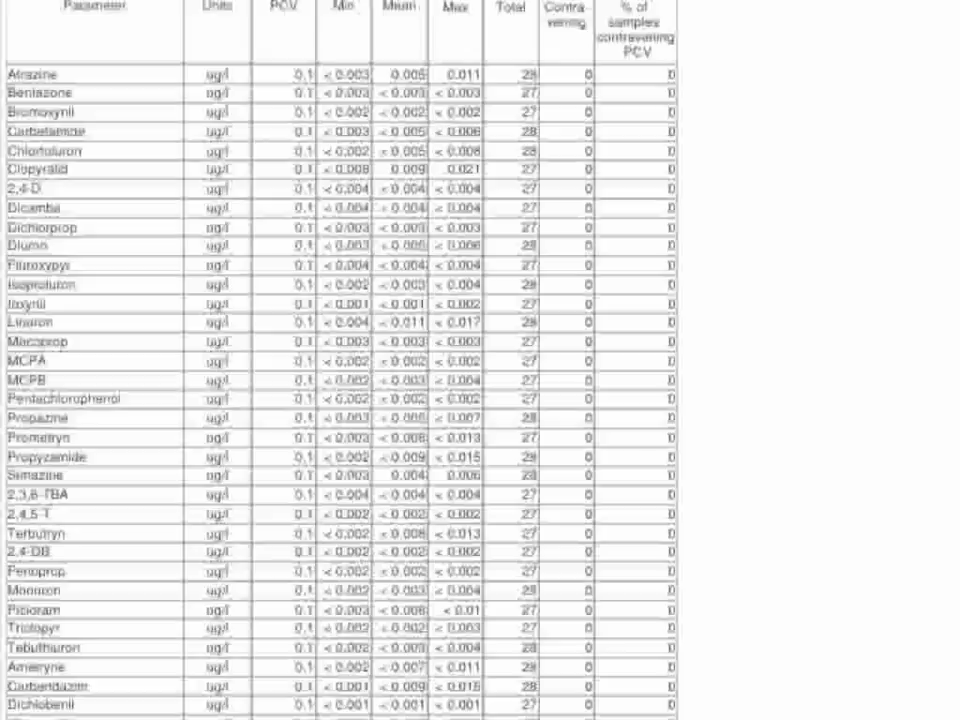 Parameter Units PCV Min Mean Max Total Contra- % of
vening samples
contravening
PCV
Atrazine ug/l 0.1 < 0.003 0.005 0.011 28 0 0
Bentazone ug/l 0.1 < 0.003 < 0.003 < 0.003 27 0 0
Bromoxynil ug/l 0.1 < 0.002 < 0.002 < 0.002 27 0 0
Carbetamide ug/l 0.1 < 0.003 < 0.005 < 0.006 28 0 0
Chlortoluron ug/l 0.1 < 0.002 < 0.005 < 0.008 28 0 0
Clopyralid ug/l 0.1 < 0.008 0.009 0.021 27 0 0
2,4-D ug/l 0.1 < 0.004 < 0.004 < 0.004 27 0 0
Dicamba ug/l 0.1 < 0.004 < 0.004 < 0.004 27 0 0
Dichlorprop ug/l 0.1 < 0.003 < 0.003 < 0.003 27 0 0
Diuron ug/l 0.1 < 0.003 < 0.006 28 0 0
Fluroxypyr ug/l 0.1 < 0.004 < 0.004 < 0.004 27 0 0
Isoproturon ug/l 0.1 < 0.002 < 0.003 < 0.004 28 0 0
Ioxynil ug/l 0.1 < 0.001 < 0.001 < 0.002 27 0 0
Linuron ug/l 0.1 < 0.004 < 0.011 < 0.017 28 0 0
Mecoprop ug/l 0.1 < 0.003 < 0.003 < 0.003 27 0 0
MCPA ug/l 0.1 < 0.002 < 0.002 < 0.002 27 0 0
MCPB ug/l 0.1 < 0.002 < 0.003 < 0.004 27 0 0
Pentachlorophenol ug/l 0.1 < 0.002 < 0.002 < 0.002 27 0 0
Propazine ug/l 0.1 < 0.003 < 0.007 28 0 0
Prometryn ug/l 0.1 < 0.003 < 0.008 < 0.013 27 0 0
Propyzamide ug/l 0.1 < 0.002 < 0.009 < 0.015 28 0 0
Simazine ug/l 0.1 < 0.003 0.004 0.006 28 0 0
2,3,6-TBA ug/l 0.1 < 0.004 < 0.004 < 0.004 27 0 0
2,4,5-T ug/l 0.1 < 0.002 < 0.002 < 0.002 27 0 0
Terbutryn ug/l 0.1 < 0.002 < 0.008 < 0.013 27 0 0
2,4-DB ug/l 0.1 < 0.002 < 0.002 < 0.002 27 0 0
Fenoprop ug/l 0.1 < 0.002 < 0.002 < 0.002 27 0 0
Monuron ug/l 0.1 < 0.002 < 0.003 < 0.004 28 0 0
Picloram ug/l 0.1 < 0.003 < 0.01 27 0 0
Triclopyr ug/l 0.1 < 0.002 < 0.002 < 0.003 27 0 0
Tebuthiuron ug/l 0.1 < 0.002 < 0.003 < 0.004 28 0 0
Ametryne ug/l 0.1 < 0.002 < 0.007 < 0.011 28 0 0
Carbendazim ug/l 0.1 < 0.001 < 0.009 < 0.015 28 0 0
Dichlobenil ug/l 0.1 < 0.001 < 0.001 < 0.001 27 0 0